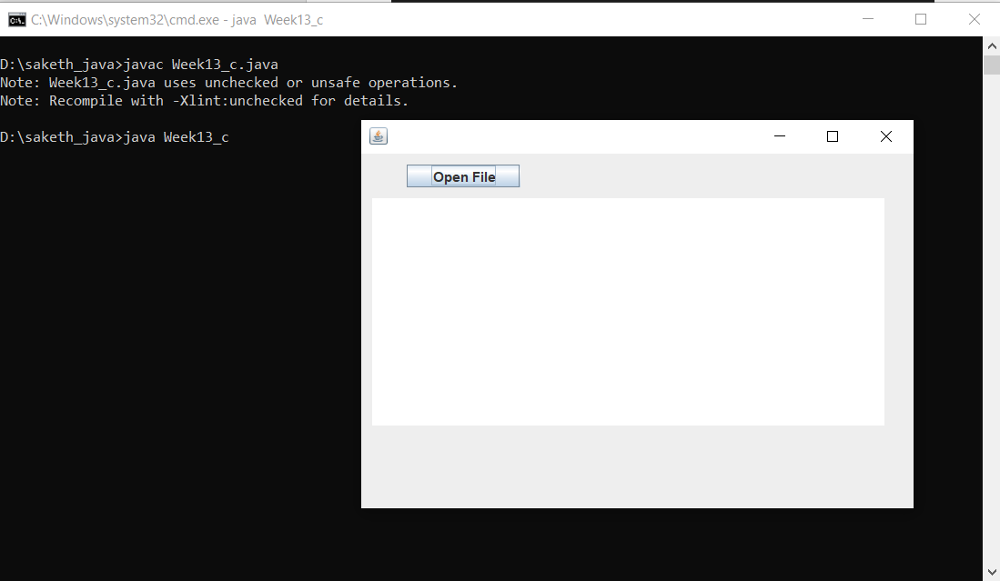 C:\Windows\system32\cmd.exe - java  Week13_c
D:\saketh_java>javac Week13_c.java
Note: Week13_c.java uses unchecked or unsafe operations.
Note: Recompile with -Xlint:unchecked for details.
D:\saketh_java>java Week13_c
Open File